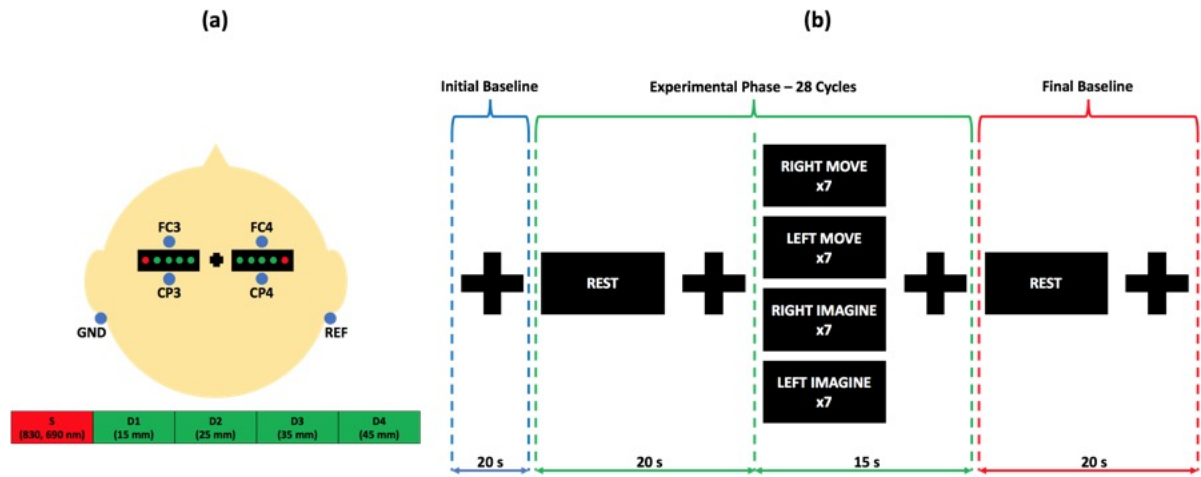 (a)
(b)
FC3 FC4
CP3 CP4
GND REF
S D1 D2 D3 D4
(830, 690 nm) (15 mm) (25 mm) (35 mm) (45 mm)
Initial Baseline
Experimental Phase – 28 Cycles
Final Baseline
REST
RIGHT MOVE
x7
LEFT MOVE
x7
RIGHT IMAGINE
x7
LEFT IMAGINE
x7
REST
20 s
20 s
15 s
20 s